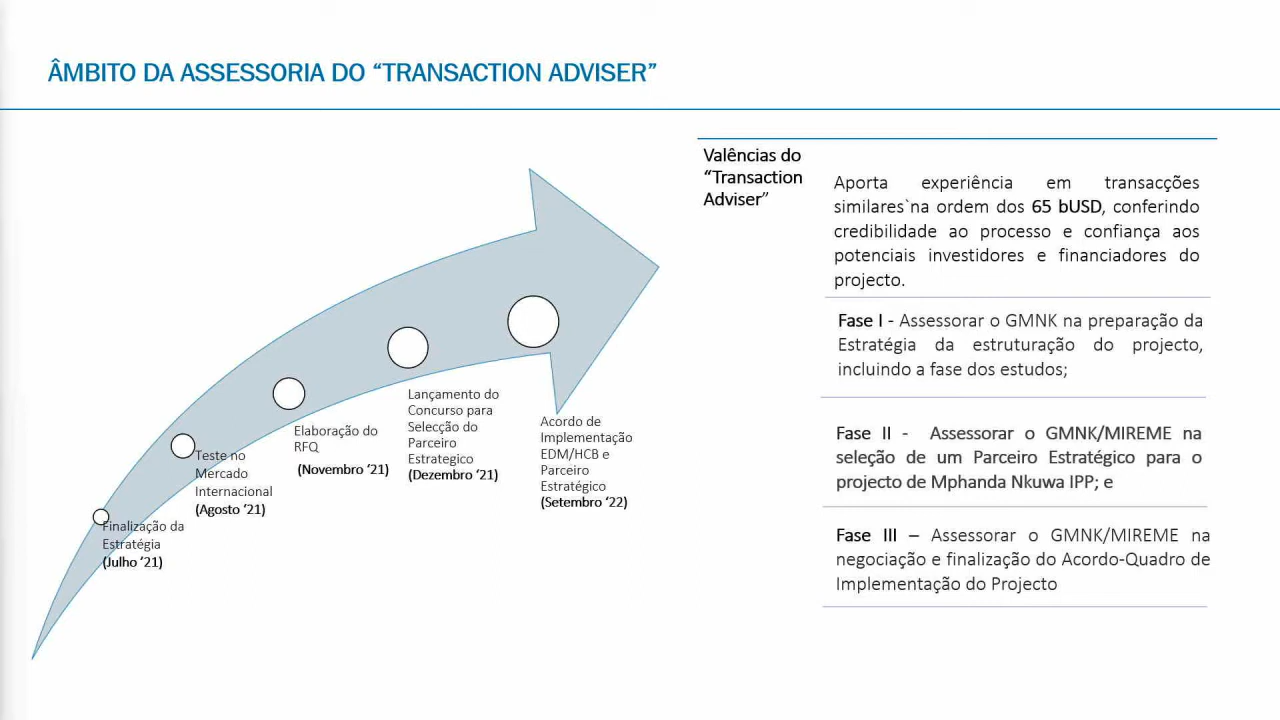 ÂMBITO DA ASSESSORIA DO “TRANSACTION ADVISER”
Finalização da
Estratégia
(Julho ‘21)
Teste no
Mercado
Internacional
(Agosto ‘21)
Elaboração do
RFQ
(Novembro ‘21)
Lançamento do
Concurso para
Selecção do
Parceiro
Estrategico
(Dezembro ‘21)
Acordo de
Implementação
EDM/HCB e
Parceiro
Estratégico
(Setembro ‘22)
Valências do
“Transaction
Adviser”
Aporta experiência em transacções
similares`na ordem dos 65 bUSD, conferindo
credibilidade ao processo e confiança aos
potenciais investidores e financiadores do
projecto.
Fase I - Assessorar o GMNK na preparação da
Estratégia da estruturação do projecto,
incluindo a fase dos estudos;
Fase II - Assessorar o GMNK/MIREME na
seleção de um Parceiro Estratégico para o
projecto de Mphanda Nkuwa IPP; e
Fase III – Assessorar o GMNK/MIREME na
negociação e finalização do Acordo-Quadro de
Implementação do Projecto